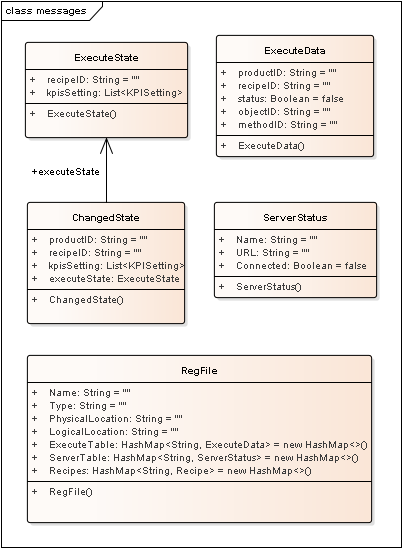 class messages
ExecuteState
+ recipeID: String = ""
+ kpisSetting: List<KPISetting>
+ ExecuteState()
ExecuteData
+ productID: String = ""
+ recipeID: String = ""
+ status: Boolean = false
+ objectID: String = ""
+ methodID: String = ""
+ ExecuteData()
+executeState
ChangedState
+ productID: String = ""
+ recipeID: String = ""
+ kpisSetting: List<KPISetting>
+ executeState: ExecuteState
+ ChangedState()
ServerStatus
+ Name: String = ""
+ URL: String = ""
+ Connected: Boolean = false
+ ServerStatus()
RegFile
+ Name: String = ""
+ Type: String = ""
+ PhysicalLocation: String = ""
+ LogicalLocation: String = ""
+ ExecuteTable: HashMap<String, ExecuteData> = new HashMap<>()
+ ServerTable: HashMap<String, ServerStatus> = new HashMap<>()
+ Recipes: HashMap<String, Recipe> = new HashMap<>()
+ RegFile()